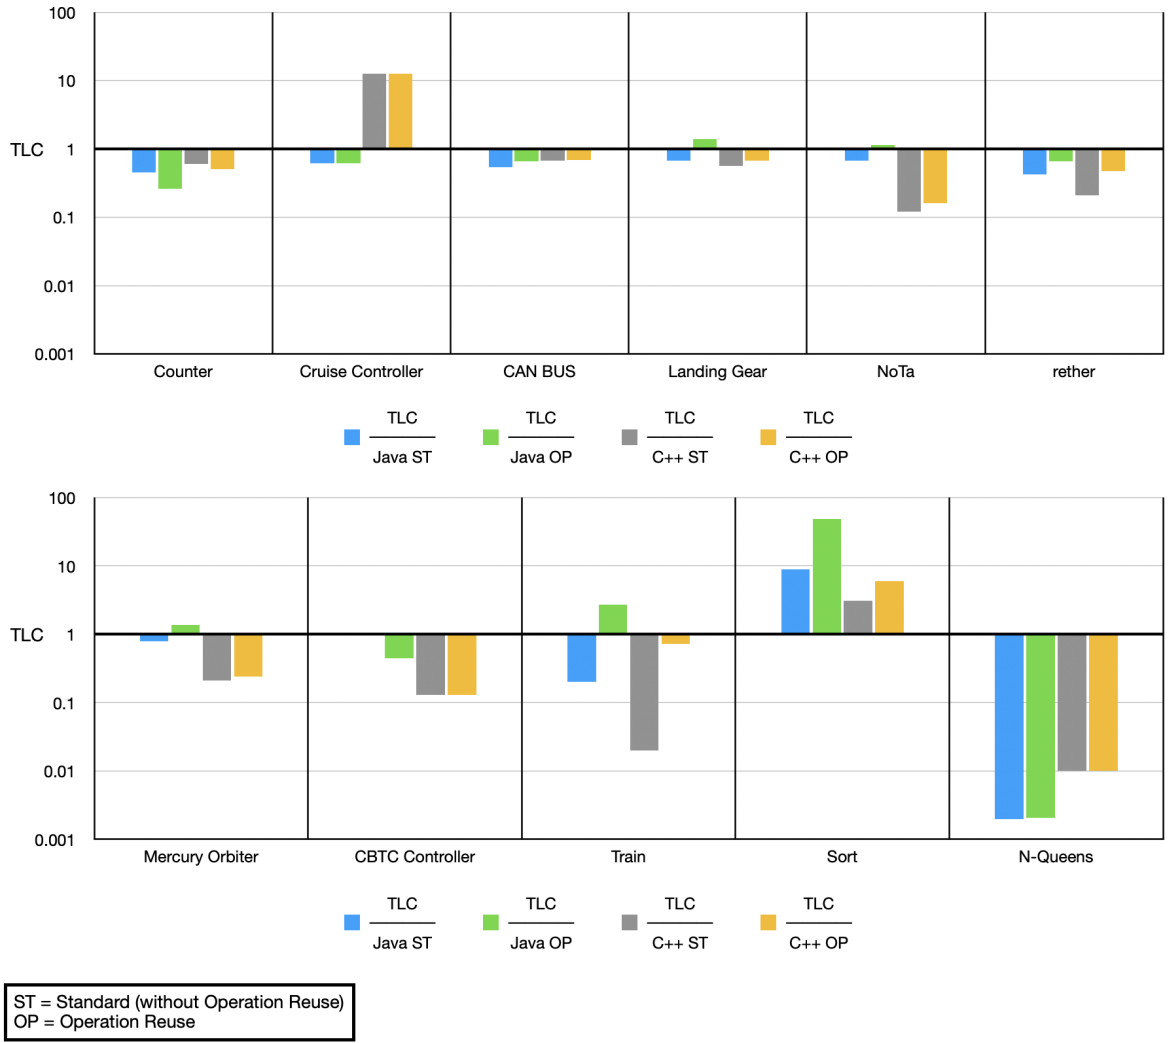 100
10
TLC 1
0.1
0.01
0.001
Counter Cruise Controller CAN BUS Landing Gear NoTa rether
TLC TLC TLC TLC
Java ST Java OP C++ ST C++ OP
100
10
TLC 1
0.1
0.01
0.001
Mercury Orbiter CBTC Controller Train Sort N-Queens
TLC TLC TLC TLC
Java ST Java OP C++ ST C++ OP
ST = Standard (without Operation Reuse)
OP = Operation Reuse